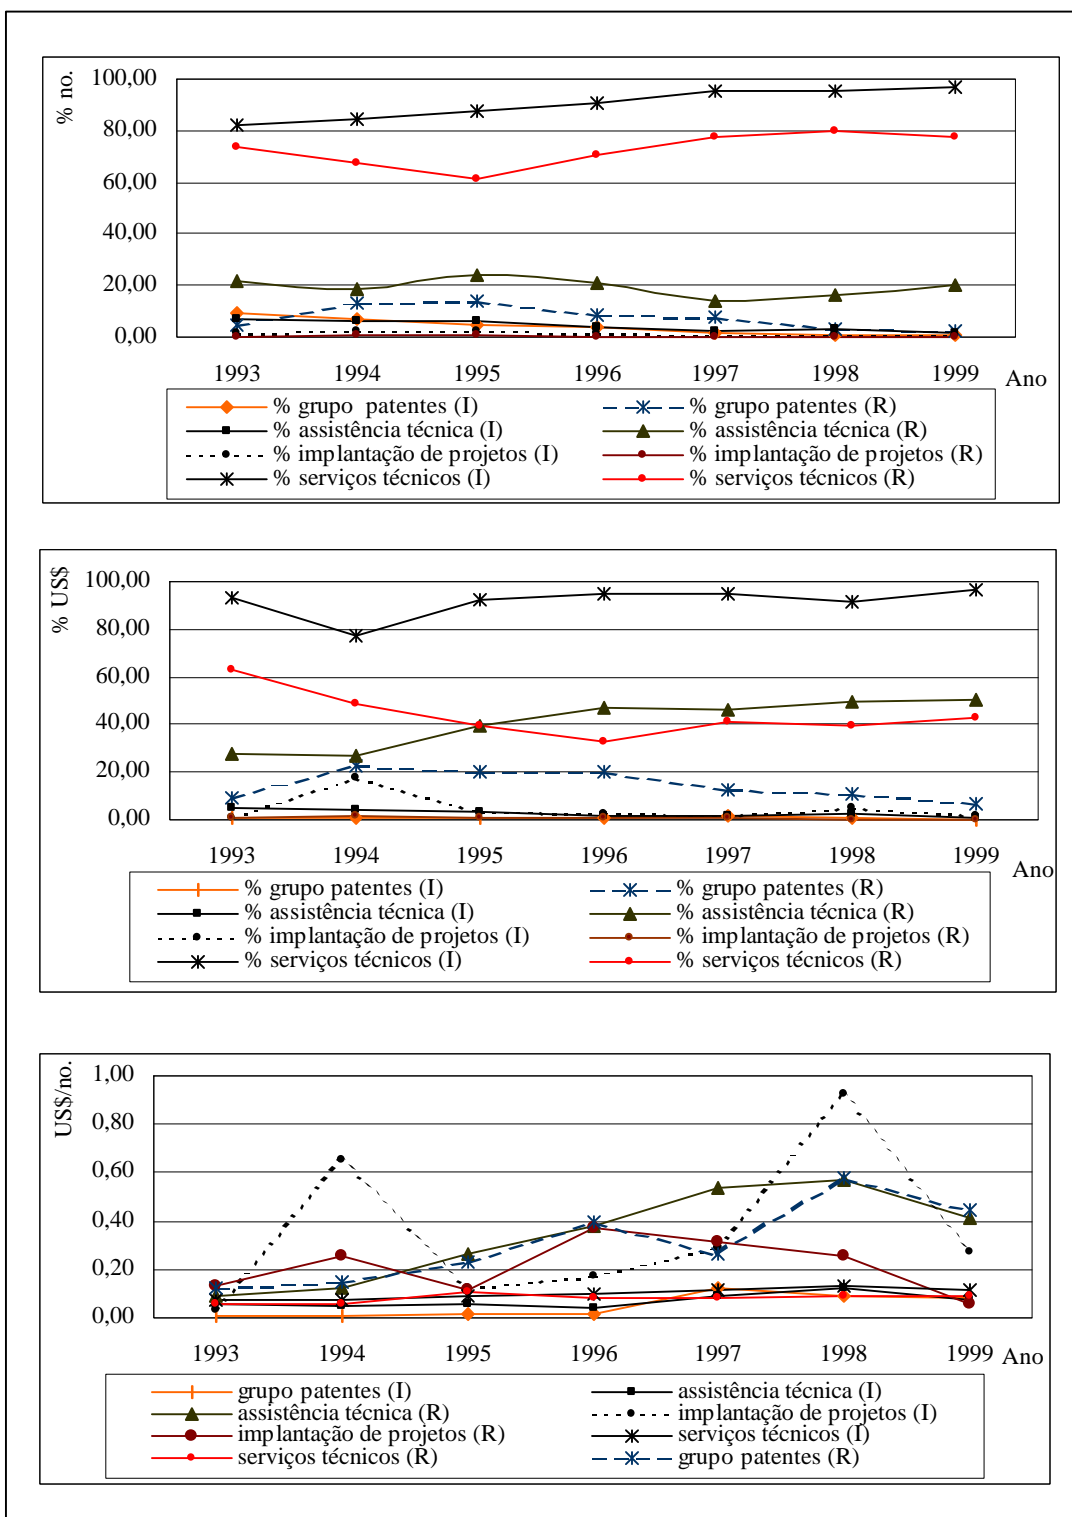 % no.
100,00
80,00
60,00
40,00
20,00
0,00
1993 1994 1995 1996 1997 1998 1999 Ano
% grupo patentes (I) % grupo patentes (R)
% assistência técnica (I) % assistência técnica (R)
% implantação de projetos (I) % implantação de projetos (R)
% serviços técnicos (I) % serviços técnicos (R)
% US$
100,00
80,00
60,00
40,00
20,00
0,00
1993 1994 1995 1996 1997 1998 1999 Ano
% grupo patentes (I) % grupo patentes (R)
% assistência técnica (I) % assistência técnica (R)
% implantação de projetos (I) % implantação de projetos (R)
% serviços técnicos (I) % serviços técnicos (R)
US$/no.
1,00
0,80
0,60
0,40
0,20
0,00
1993 1994 1995 1996 1997 1998 1999 Ano
grupo patentes (I) assistência técnica (I)
assistência técnica (R) implantação de projetos (I)
implantação de projetos (R) serviços técnicos (I)
serviços técnicos (R) grupo patentes (R)